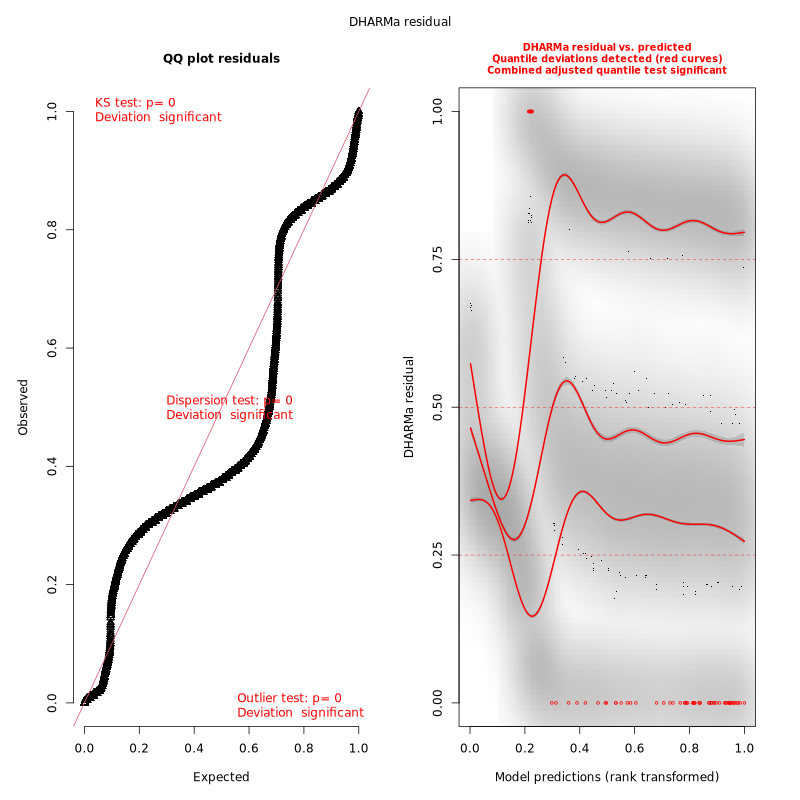 DHARMa residual
QQ plot residuals
KS test: p= 0
Deviation  significant
Dispersion test: p= 0
Deviation  significant
Outlier test: p= 0
Deviation  significant
Observed
0.0
0.2
0.4
0.6
0.8
1.0
0.0
0.2
0.4
0.6
0.8
1.0
Expected
DHARMa residual vs. predicted
Quantile deviations detected (red curves)
Combined adjusted quantile test significant
DHARMa residual
0.00
0.25
0.50
0.75
1.00
0.0
0.2
0.4
0.6
0.8
1.0
Model predictions (rank transformed)